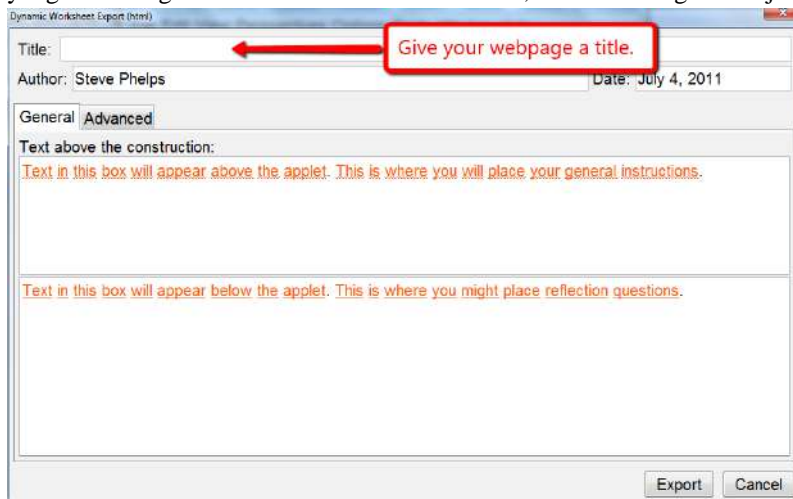 Dynamic Worksheet Export (html)
Title:
Give your webpage a title.
Author: Steve Phelps Date: July 4, 2011
General Advanced
Text above the construction:
Text in this box will appear above the applet. This is where you will place your general instructions.
Text in this box will appear below the applet. This is where you might place reflection questions.
Export Cancel